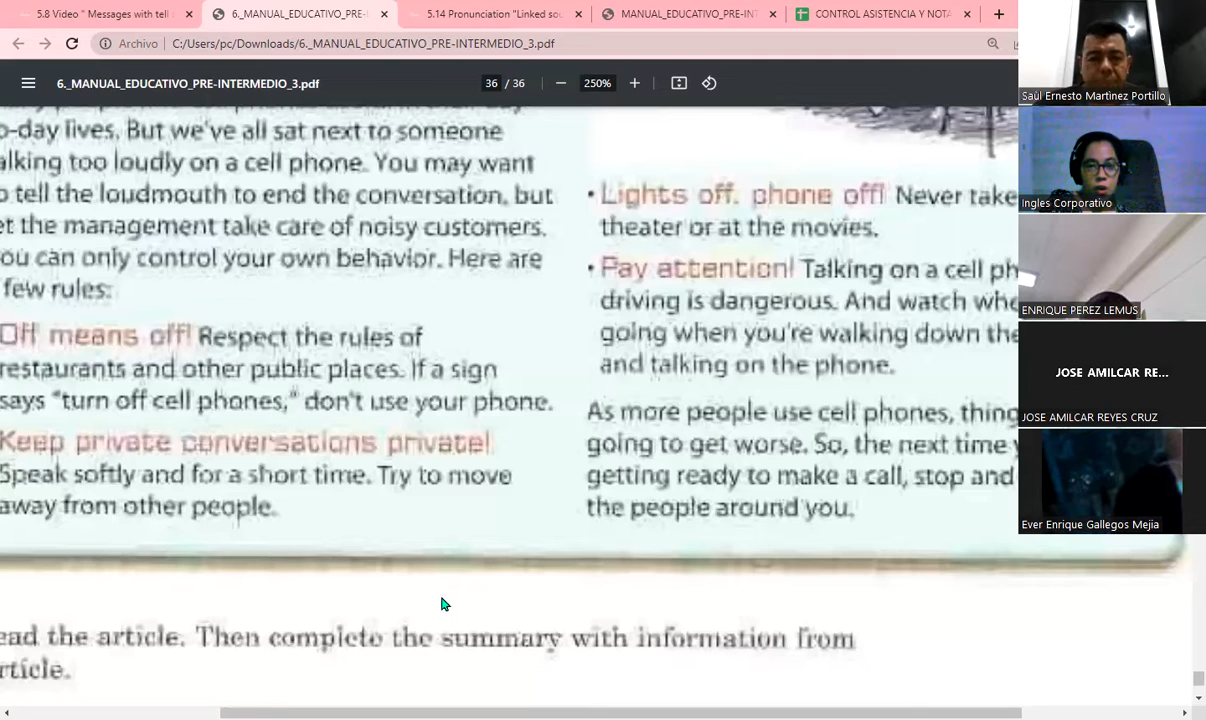 5.8 Video " Messages with tell
6._MANUAL_EDUCATIVO_PRE-
5.14 Pronunciation "Linked sou
MANUAL_EDUCATIVO_PRE-INT
CONTROL ASISTENCIA Y NOTA
Archivo
C:/Users/pc/Downloads/6._MANUAL_EDUCATIVO_PRE-INTERMEDIO_3.pdf
6._MANUAL_EDUCATIVO_PRE-INTERMEDIO_3.pdf
36 / 36
250%
o-day lives. But we've all sat next to someone
alking too loudly on a cell phone. You may want
o tell the loudmouth to end the conversation, but
et the management take care of noisy customers.
ou can only control your own behavior. Here are
few rules:
Off means off! Respect the rules of
restaurants and other public places. If a sign
says "turn off cell phones," don't use your phone.
Keep private conversations private!
Speak softly and for a short time. Try to move
away from other people.
• Lights off, phone off! Never take
theater or at the movies.
• Pay attention! Talking on a cell ph
driving is dangerous. And watch whe
going when you're walking down the
and talking on the phone.
As more people use cell phones, thing
going to get worse. So, the next time y
getting ready to make a call, stop and
the people around you.
ead the article. Then complete the summary with information from
rticle.
Saúl Ernesto Martinez Portillo
Ingles Corporativo
ENRIQUE PEREZ LEMUS
JOSE AMILCAR RE...
JOSE AMILCAR REYES CRUZ
Ever Enrique Gallegos Mejia